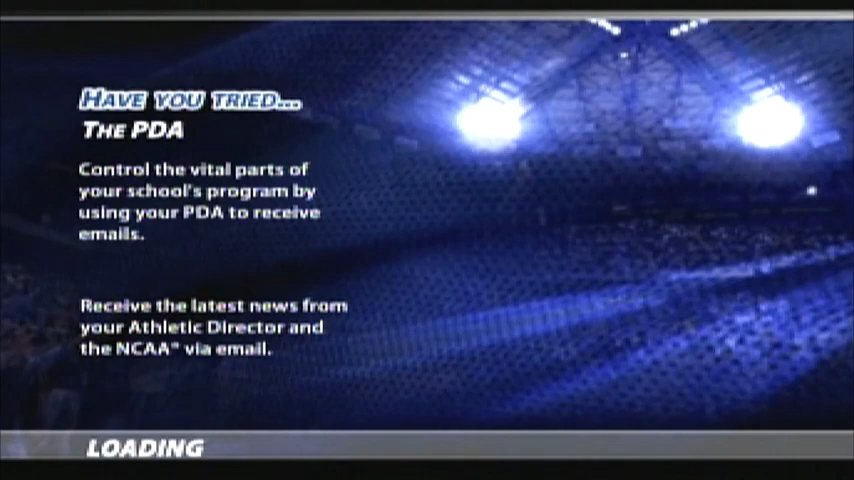 HAVE YOU TRIED...
THE PDA
Control the vital parts of
your school's program by
using your PDA to receive
emails.
Receive the latest news from
your Athletic Director and
the NCAA® via email.
LOADING